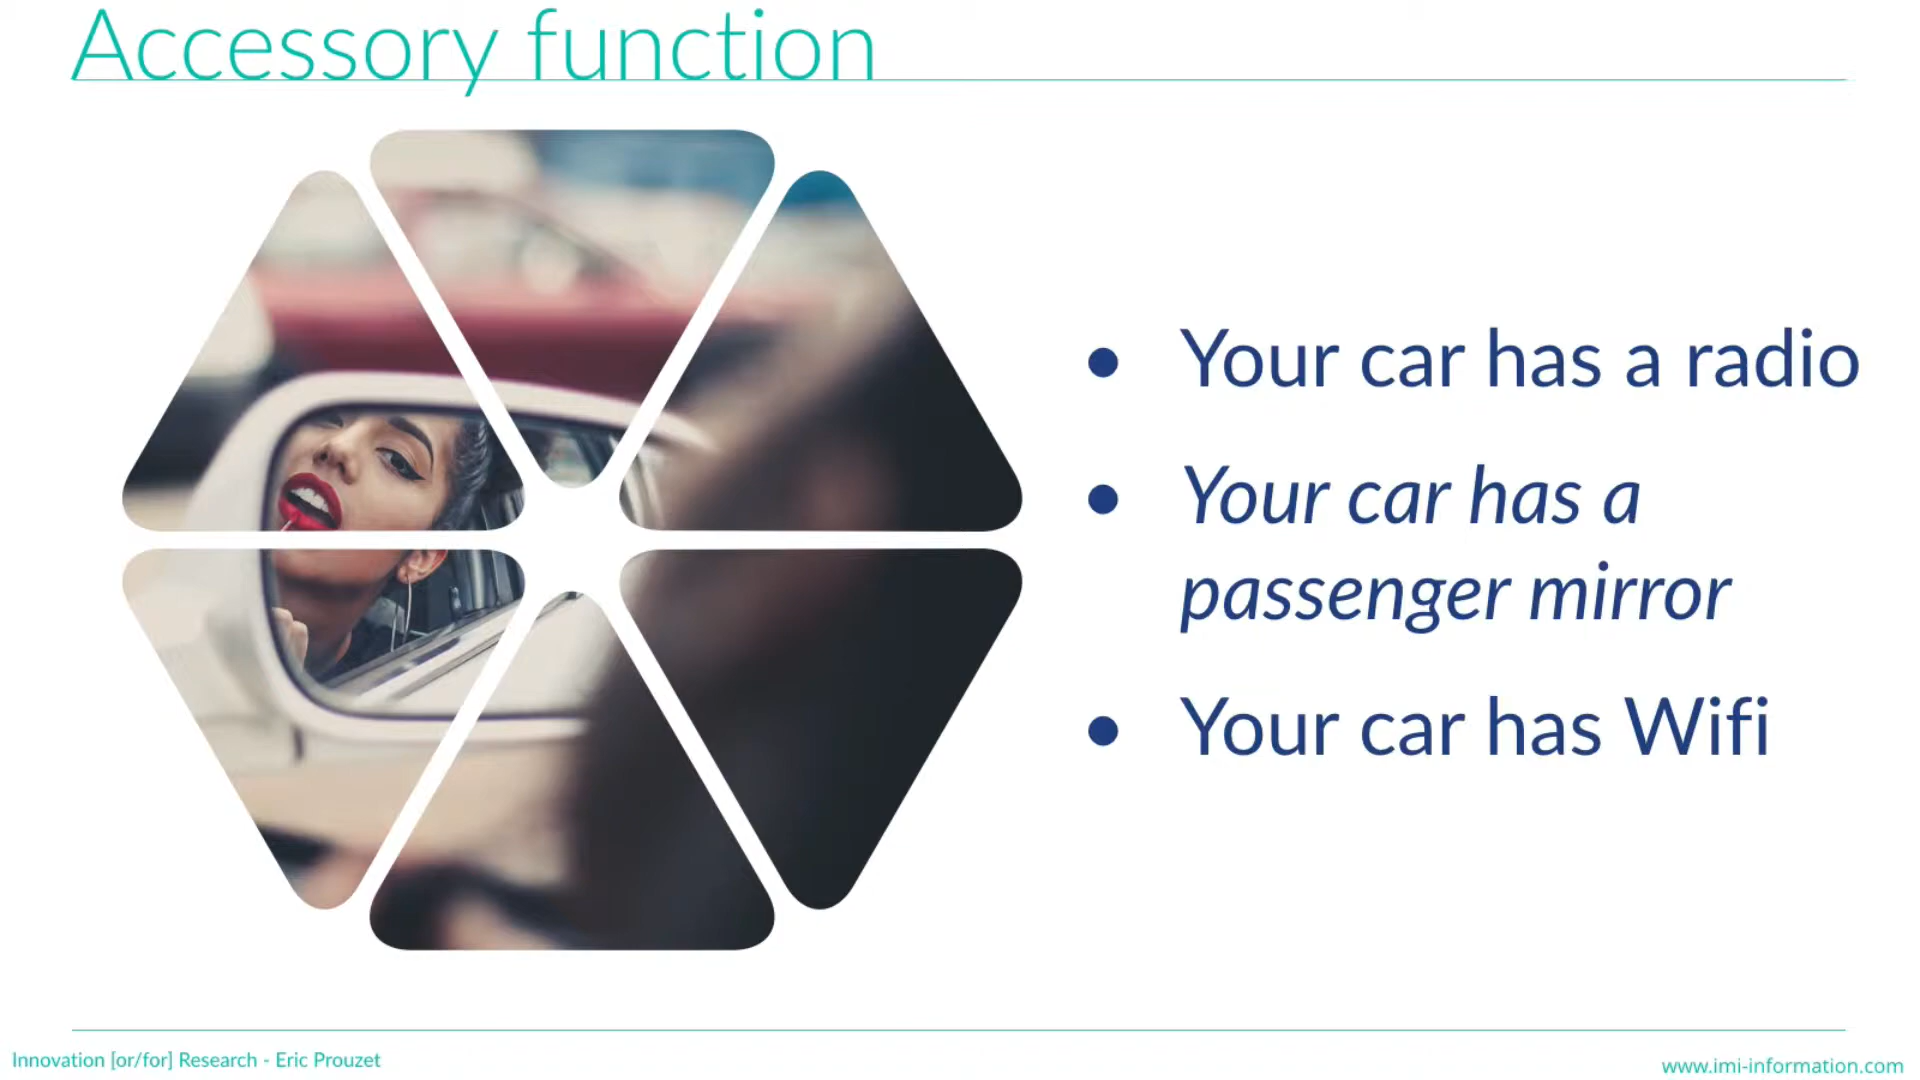 Accessory function
• Your car has a radio
• Your car has a
passenger mirror
• Your car has Wifi
Innovation [or/for] Research - Eric Prouzet
www.imi-information.com